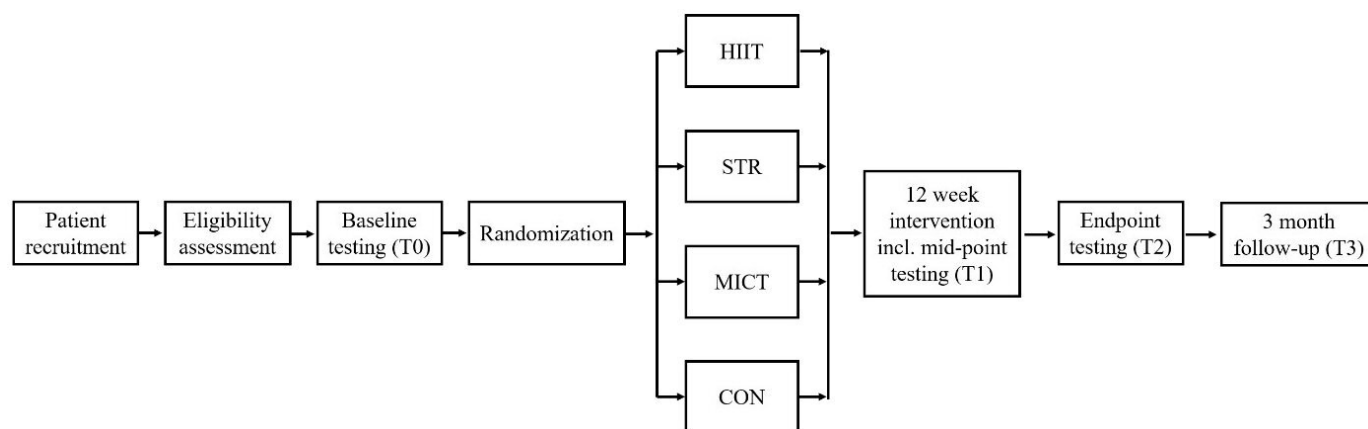 Patient
recruitment
Eligibility
assessment
Baseline
testing (T0)
Randomization
HIIT
STR
MICT
CON
12 week
intervention
incl. mid-point
testing (T1)
Endpoint
testing (T2)
3 month
follow-up (T3)